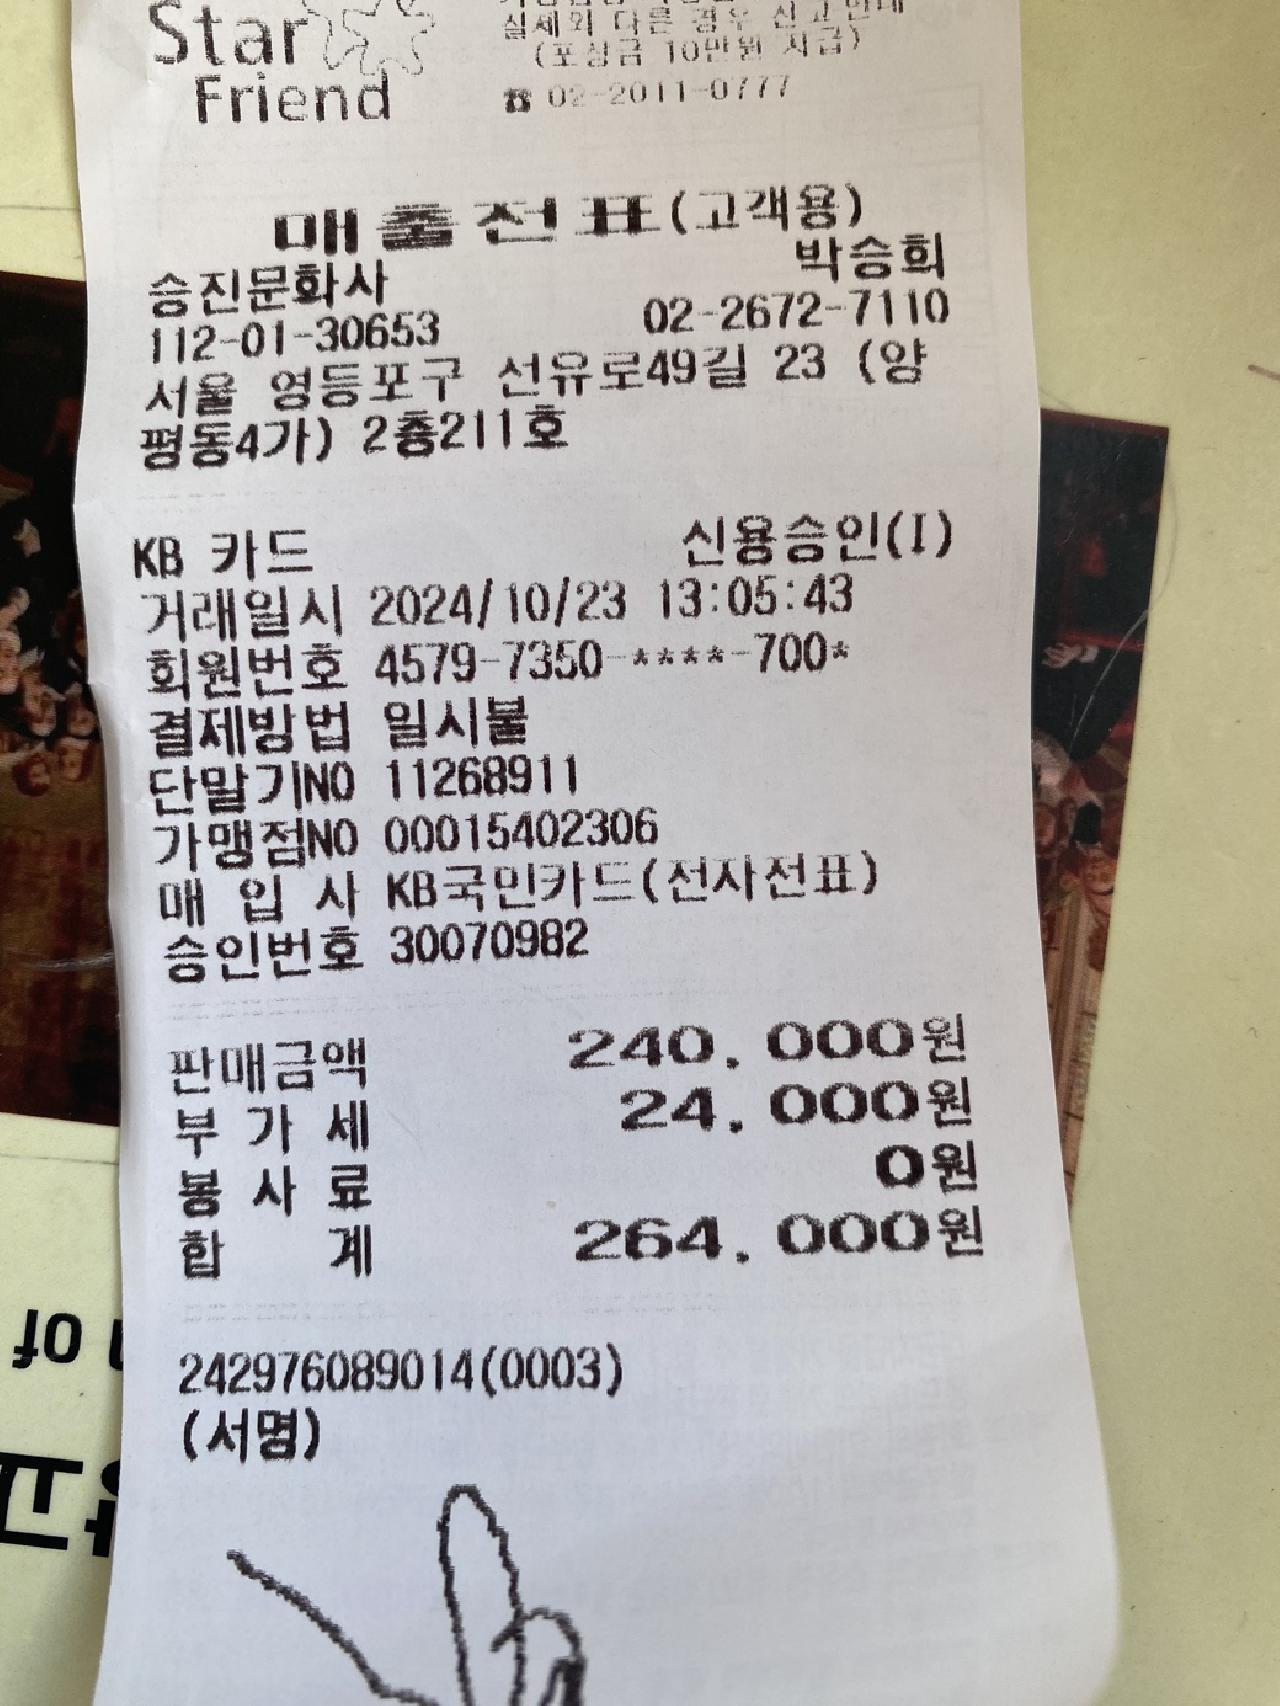 Star
Friend
실제와 다른 경우 신고안내
(포상금 10만원 지급)
☎ 02-2011-0777
매출전표(고객용)
승진문화사 박승희
112-01-30653 02-2672-7110
서울 영등포구 선유로49길 23 (양
평동4가) 2층211호
KB 카드 신용승인(I)
거래일시 2024/10/23 13:05:43
회원번호 4579-7350-****-700*
결제방법 일시불
단말기NO 11268911
가맹점NO 00015402306
매 입 사 KB국민카드(전자전표)
승인번호 30070982
판매금액 240,000원
부 가 세 24,000원
봉 사 료 0원
합 계 264,000원
242976089014(0003)
(서명)